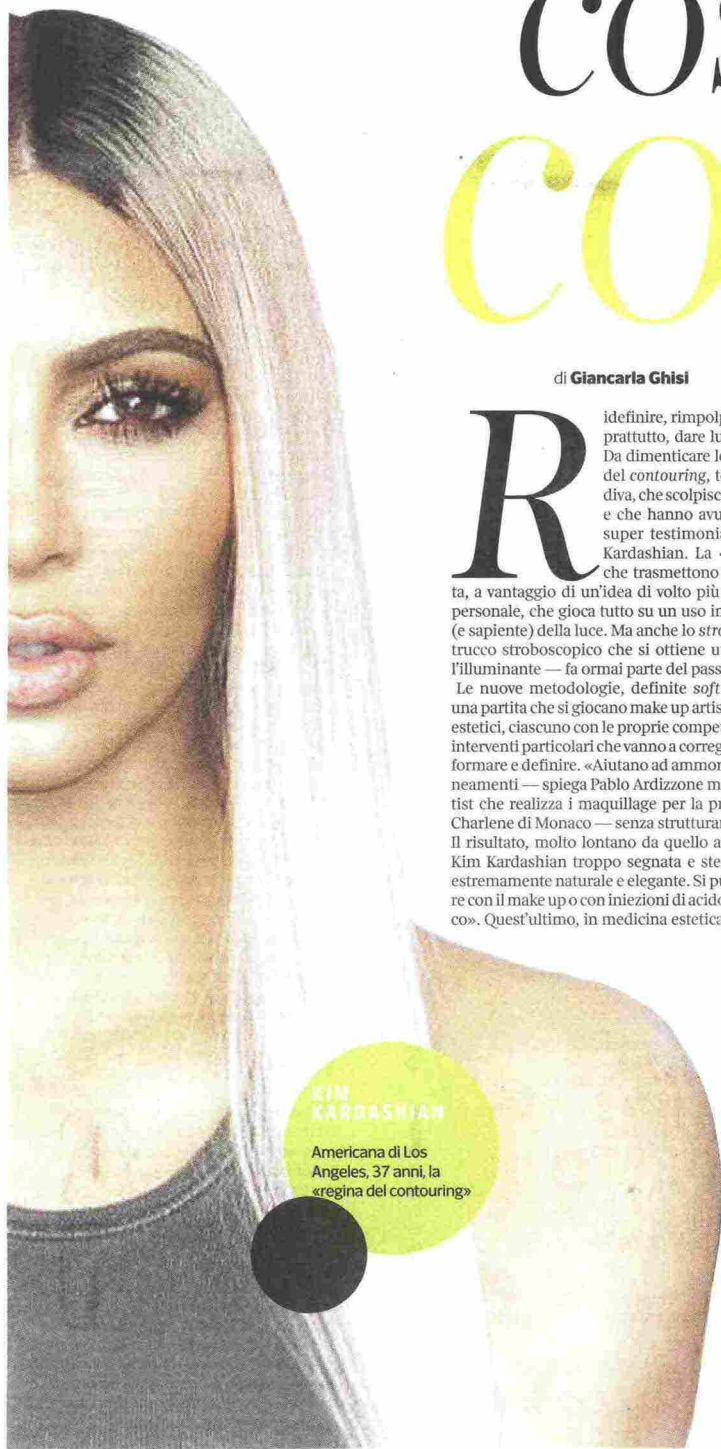 COS
CO
di Giancarla Ghisi
Ridefinire, rimpolp
prattutto, dare lu
Da dimenticare le
del contouring, t
diva, che scolpisc
e che hanno avu
super testimonia
Kardashian. La «
che trasmettono
ta, a vantaggio di un'idea di volto più
personale, che gioca tutto su un uso in
(e sapiente) della luce. Ma anche lo stro
trucco stroboscopico che si ottiene u
l'illuminante — fa ormai parte del pass
Le nuove metodologie, definite soft
una partita che si giocano make up artis
estetici, ciascuno con le proprie compe
interventi particolari che vanno a correg
formare e definire. «Aiutano ad ammor
neamenti — spiega Pablo Ardizzone m
tist che realizza i maquillage per la pr
Charlene di Monaco — senza strutturar
Il risultato, molto lontano da quello a
Kim Kardashian troppo segnata e ste
estremamente naturale e elegante. Si pu
re con il make up o con iniezioni di acido
co». Quest'ultimo, in medicina estetica
KIM
KARDASHIAN
Americana di Los
Angeles, 37 anni, la
«regina del contouring»